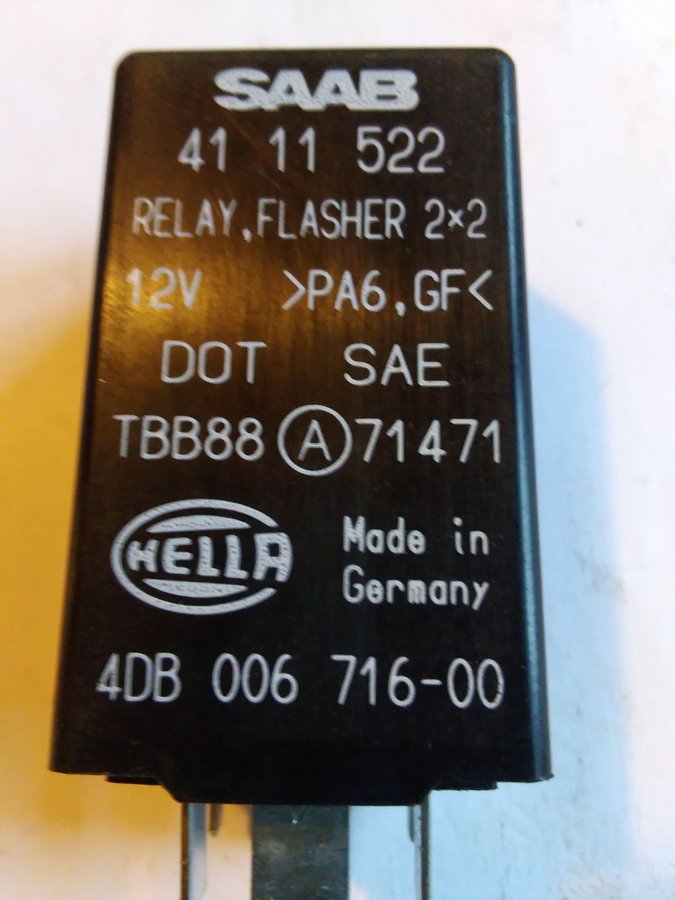 SAAB
41 11 522
RELAY,FLASHER 2×2
12V >PA6,GF<
DOT SAE
TBB88 Ⓐ 71471
HELLA
Made in
Germany
4DB 006 716-00